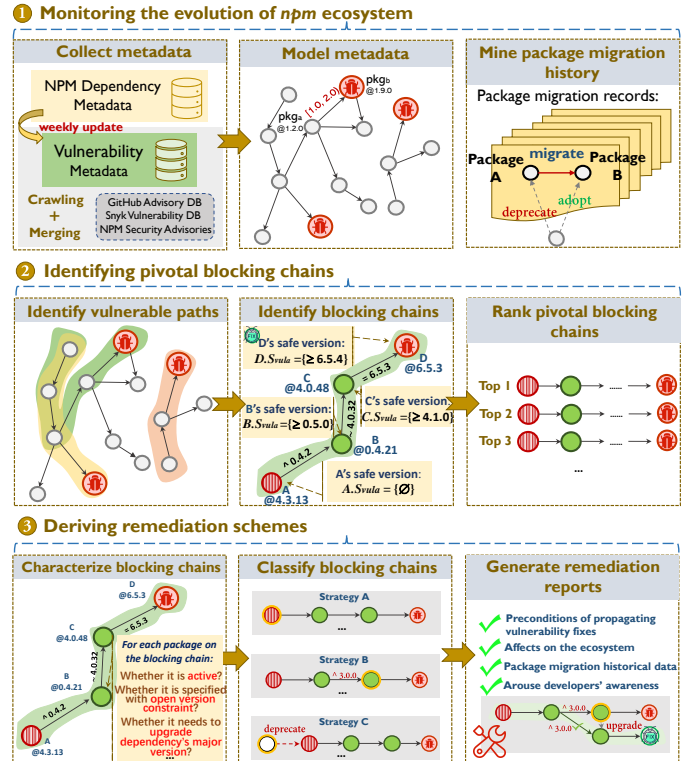 1 Monitoring the evolution of npm ecosystem
Collect metadata
NPM Dependency
Metadata
weekly update
Vulnerability
Metadata
Crawling
+
Merging
GitHub Advisory DB
Snyk Vulnerability DB
NPM Security Advisories
Model metadata
pkga
@1.2.0
[1.0, 2.0)
pkgb
@1.9.0
Mine package migration
history
Package migration records:
Package
A
migrate
Package
B
deprecate
adopt
2 Identifying pivotal blocking chains
Identify vulnerable paths
Identify blocking chains
D's safe version:
D.Svula ={≥ 6.5.4}
D
@6.5.3
= 6.5.3
C
@4.0.48
C's safe version:
C.Svula={≥ 4.1.0}
B's safe version:
B.Svula={≥ 0.5.0}
~ 4.0.32
B
@0.4.21
^ 0.4.2
A
@4.3.13
A's safe version:
A.Svula = {Ø}
Rank pivotal blocking
chains
Top 1
......
Top 2
......
Top 3
......
...
3 Deriving remediation schemes
Characterize blocking chains
D
@6.5.3
= 6.5.3
C
@4.0.48
~ 4.0.32
B
@0.4.21
^ 0.4.2
A
@4.3.13
For each package on
the blocking chain:
Whether it is active?
Whether it is specified
with open version
constraint?
Whether it needs to
upgrade
dependency's major
version?
...
Classify blocking chains
Strategy A
...
Strategy B
^ 3.0.0
...
Strategy C
deprecate
...
Generate remediation
reports
Preconditions of propagating
vulnerability fixes
Affects on the ecosystem
Package migration historical data
Arouse developers' awareness
^ 3.0.0
^ 3.0.0
upgrade
FIX